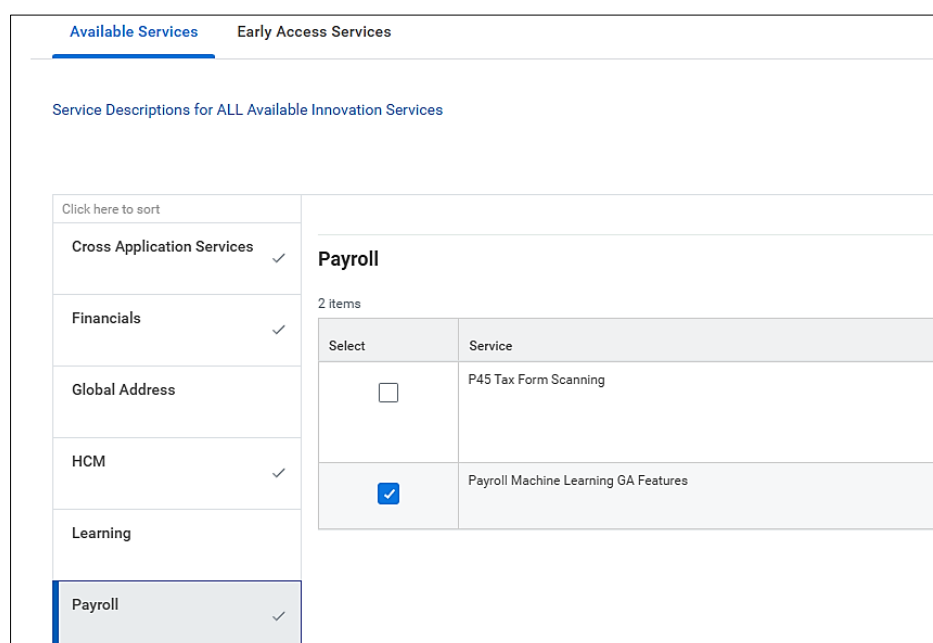 Available Services Early Access Services
Service Descriptions for ALL Available Innovation Services
Click here to sort
Cross Application Services
Financials
Global Address
HCM
Learning
Payroll
Payroll
2 items
Select Service
P45 Tax Form Scanning
Payroll Machine Learning GA Features